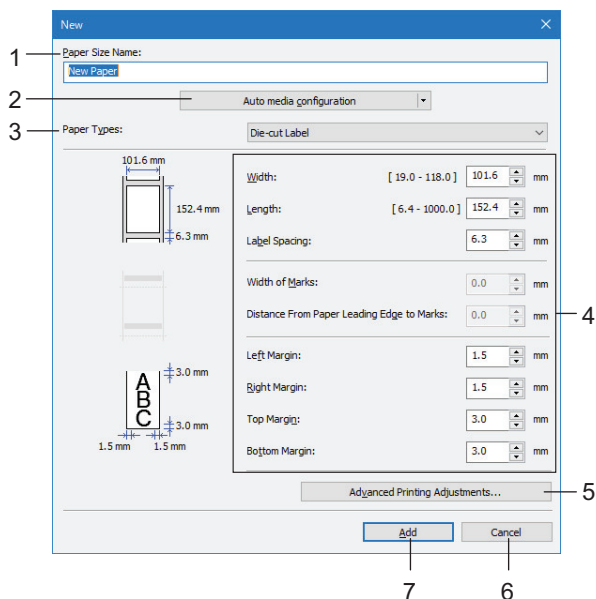 New
1
Paper Size Name:
New Paper
2
Auto media configuration
3
Paper Types:
Die-cut Label
101.6 mm
152.4 mm
6.3 mm
Width: [ 19.0 - 118.0 ] 101.6 mm
Length: [ 6.4 - 1000.0 ] 152.4 mm
Label Spacing: 6.3 mm
Width of Marks: 0.0 mm
Distance From Paper Leading Edge to Marks: 0.0 mm
4
Left Margin: 1.5 mm
Right Margin: 1.5 mm
Top Margin: 3.0 mm
Bottom Margin: 3.0 mm
3.0 mm
A
B
C
3.0 mm
1.5 mm 1.5 mm
Advanced Printing Adjustments...
5
Add Cancel
7 6